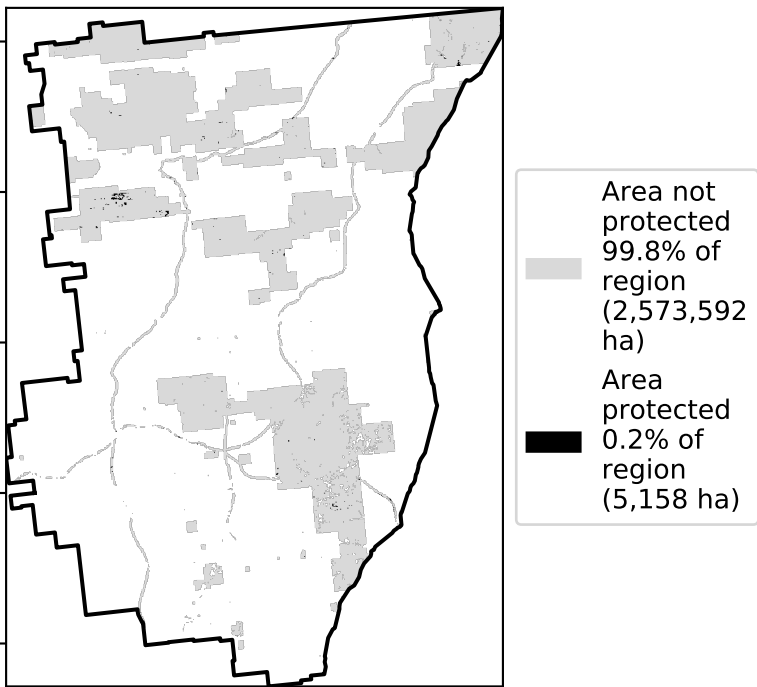 Area not
protected
99.8% of
region
(2,573,592
ha)
Area
protected
0.2% of
region
(5,158 ha)